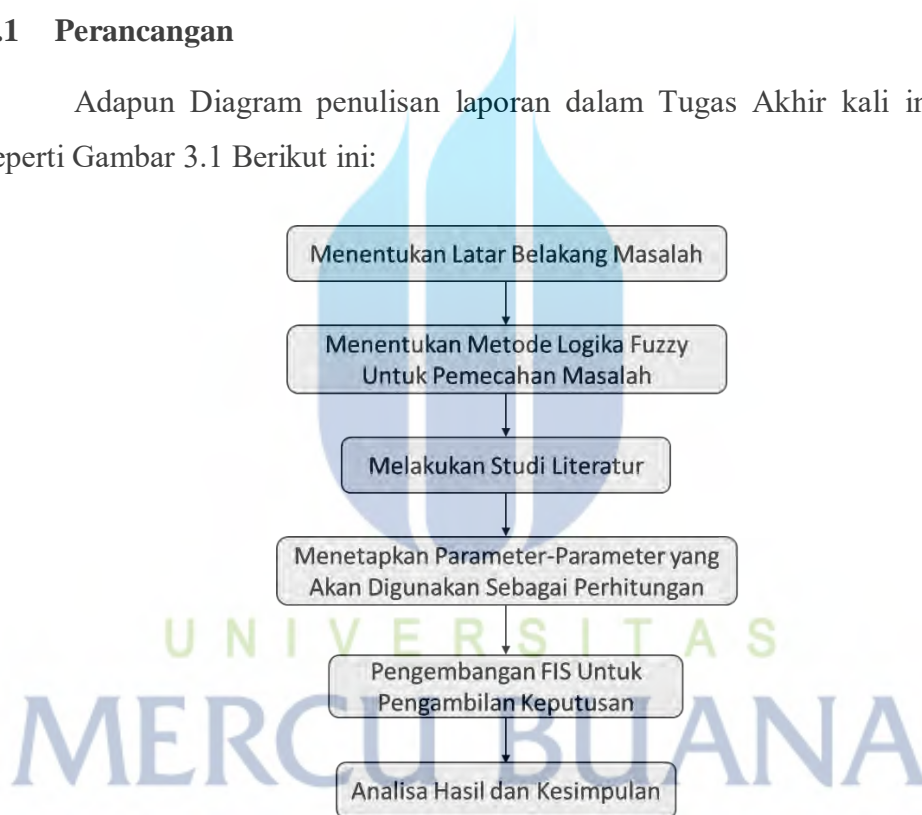 .1 Perancangan
Adapun Diagram penulisan laporan dalam Tugas Akhir kali in
eperti Gambar 3.1 Berikut ini:
Menentukan Latar Belakang Masalah
Menentukan Metode Logika Fuzzy
Untuk Pemecahan Masalah
Melakukan Studi Literatur
Menetapkan Parameter-Parameter yang
Akan Digunakan Sebagai Perhitungan
UNIVERSITAS
Pengembangan FIS Untuk
Pengambilan Keputusan
MERCU BUANA
Analisa Hasil dan Kesimpulan